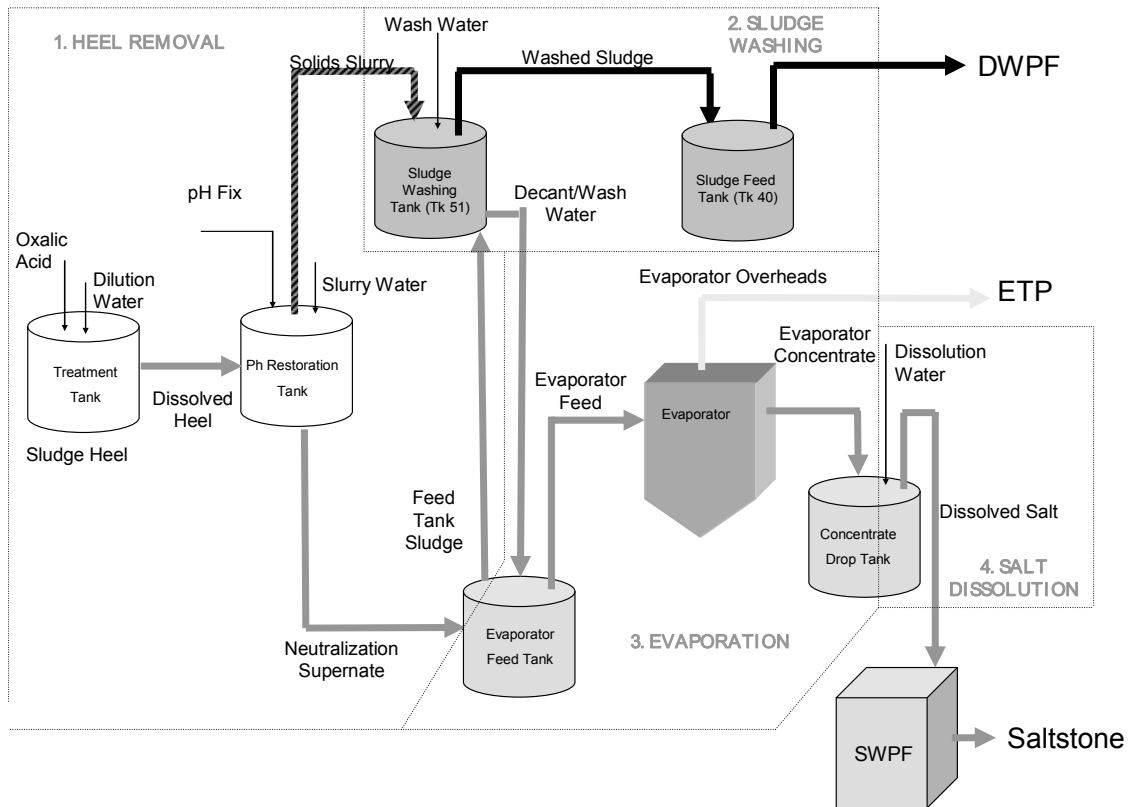 1. HEEL REMOVAL
Wash Water
2. SLUDGE
WASHING
Solids Slurry
Washed Sludge
DWPF
Sludge
Washing
Tank (Tk 51)
Sludge Feed
Tank (Tk 40)
pH Fix
Decant/Wash
Water
Oxalic
Acid
Dilution
Water
Slurry Water
Evaporator Overheads
ETP
Treatment
Tank
Ph Restoration
Tank
Dissolved
Heel
Sludge Heel
Evaporator
Feed
Evaporator
Evaporator
Concentrate
Dissolution
Water
Feed
Tank
Sludge
Concentrate
Drop Tank
Dissolved Salt
4. SALT
DISSOLUTION
Neutralization
Supernate
Evaporator
Feed Tank
3. EVAPORATION
SWPF
Saltstone